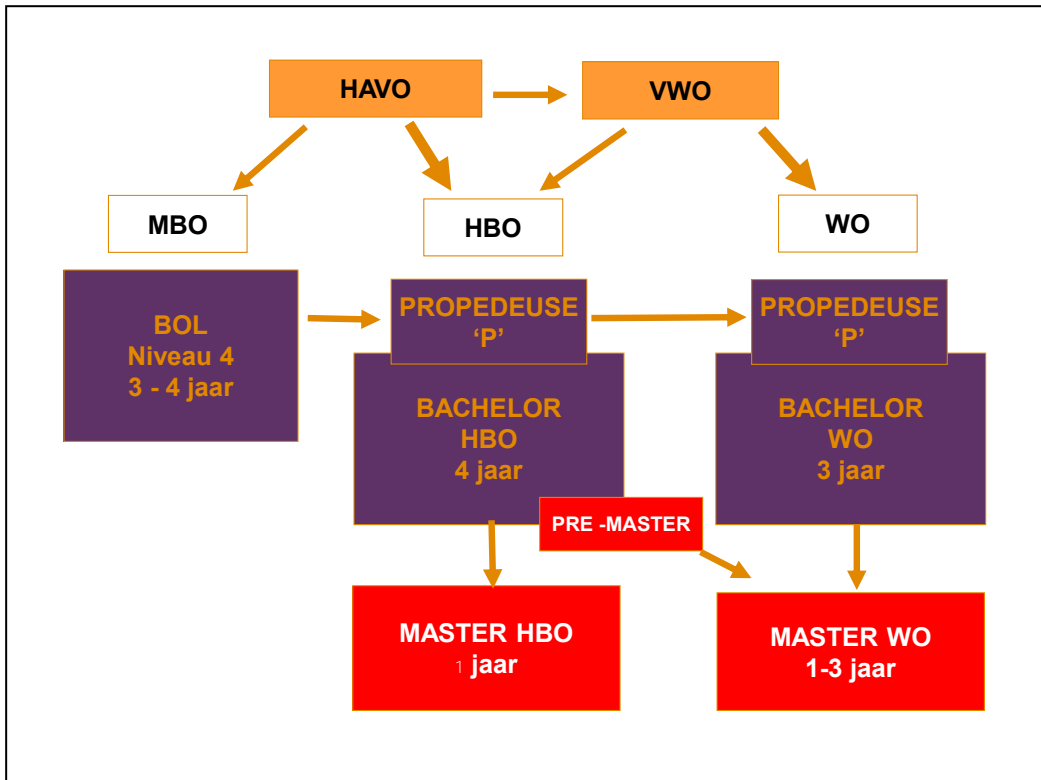 HAVO
VWO
MBO
HBO
WO
BOL
Niveau 4
3 - 4 jaar
PROPEDEUSE
‘P’
PROPEDEUSE
‘P’
BACHELOR
HBO
4 jaar
BACHELOR
WO
3 jaar
PRE -MASTER
MASTER HBO
1 jaar
MASTER WO
1-3 jaar